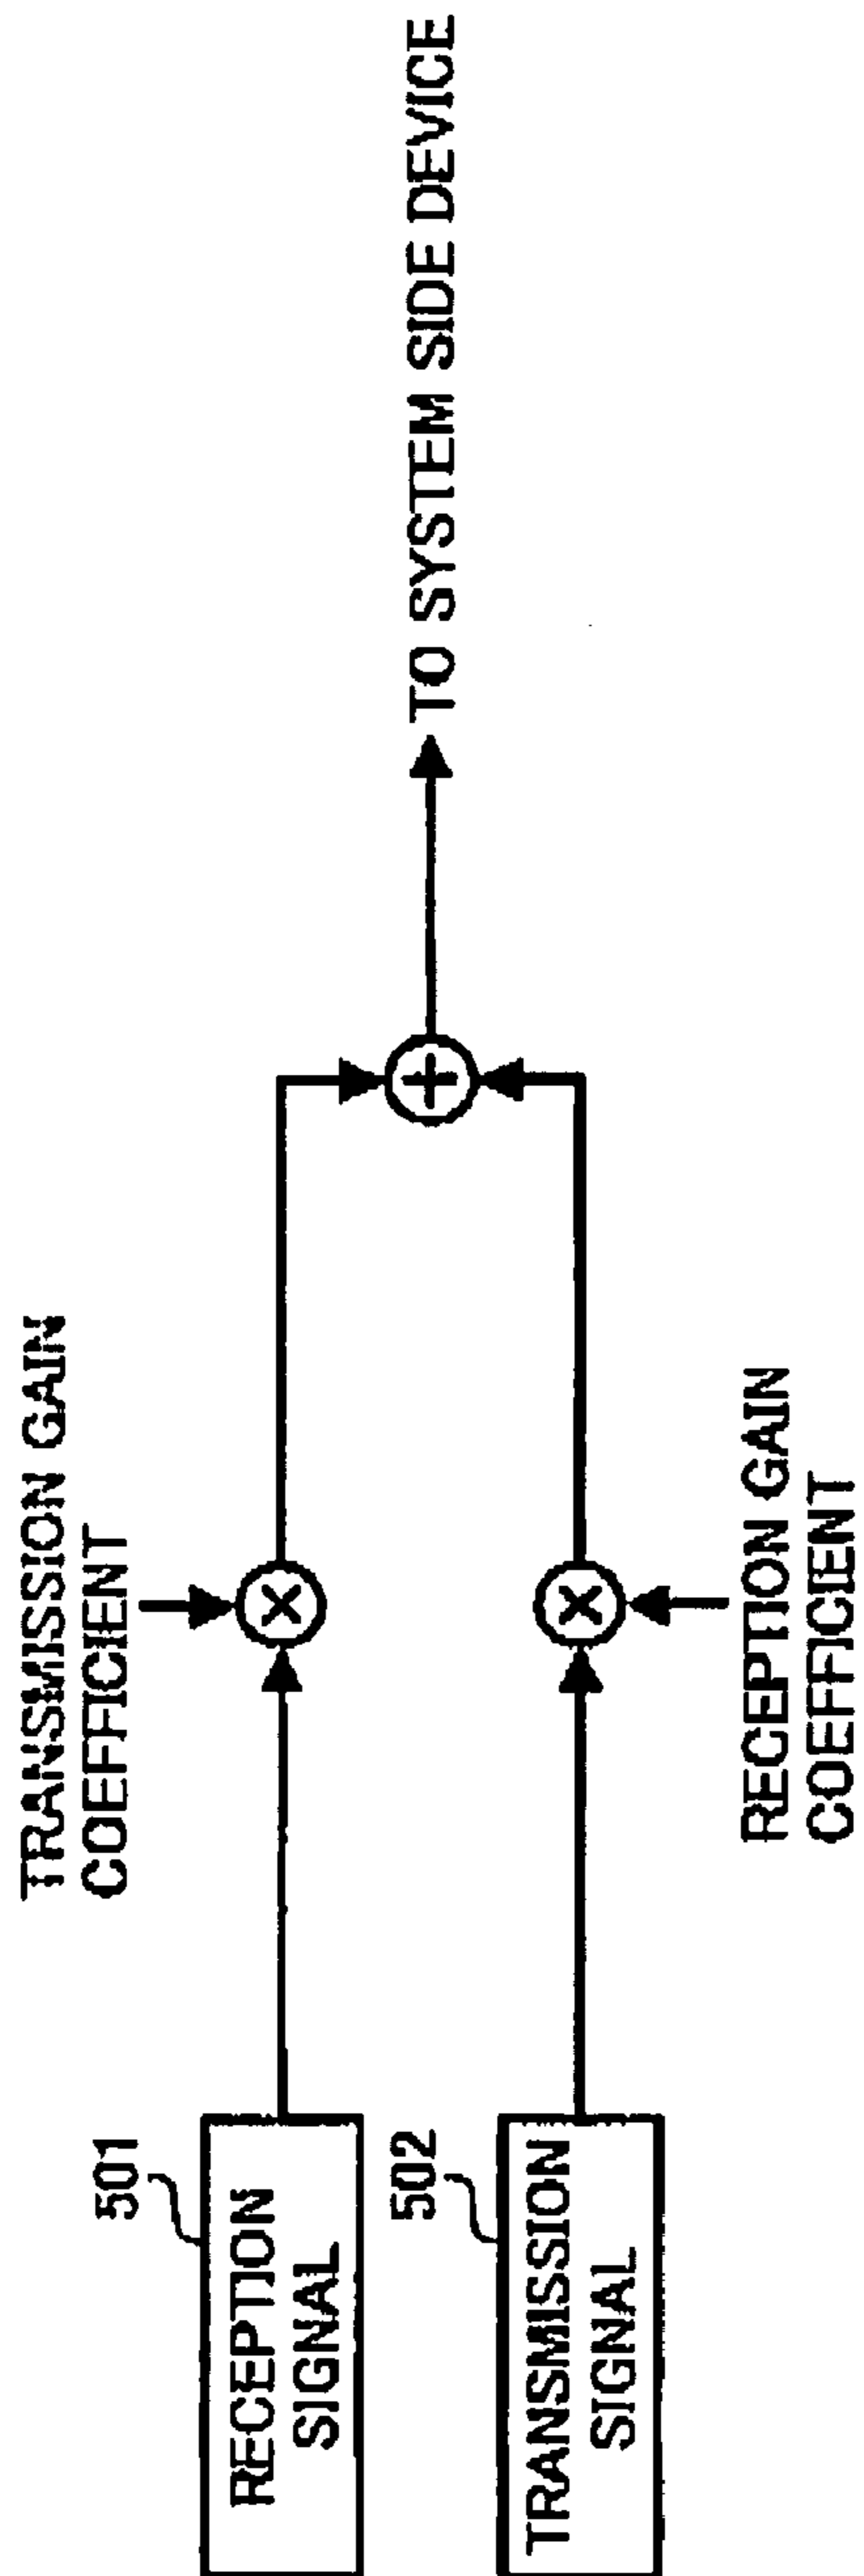 501
RECEPTION
SIGNAL
TRANSMISSION GAIN
COEFFICIENT
×
+
TO SYSTEM SIDE DEVICE
502
TRANSMISSION
SIGNAL
×
RECEPTION GAIN
COEFFICIENT